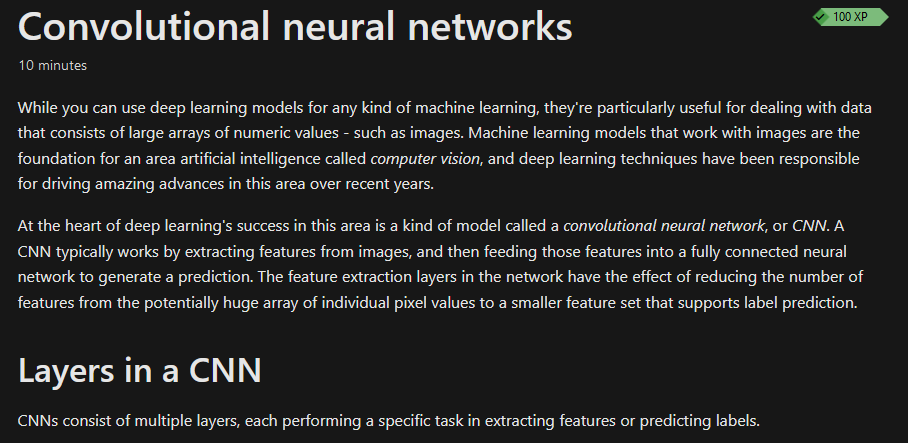 Convolutional neural networks
100 XP
10 minutes
While you can use deep learning models for any kind of machine learning, they're particularly useful for dealing with data
that consists of large arrays of numeric values - such as images. Machine learning models that work with images are the
foundation for an area artificial intelligence called computer vision, and deep learning techniques have been responsible
for driving amazing advances in this area over recent years.
At the heart of deep learning's success in this area is a kind of model called a convolutional neural network, or CNN. A
CNN typically works by extracting features from images, and then feeding those features into a fully connected neural
network to generate a prediction. The feature extraction layers in the network have the effect of reducing the number of
features from the potentially huge array of individual pixel values to a smaller feature set that supports label prediction.
Layers in a CNN
CNNs consist of multiple layers, each performing a specific task in extracting features or predicting labels.